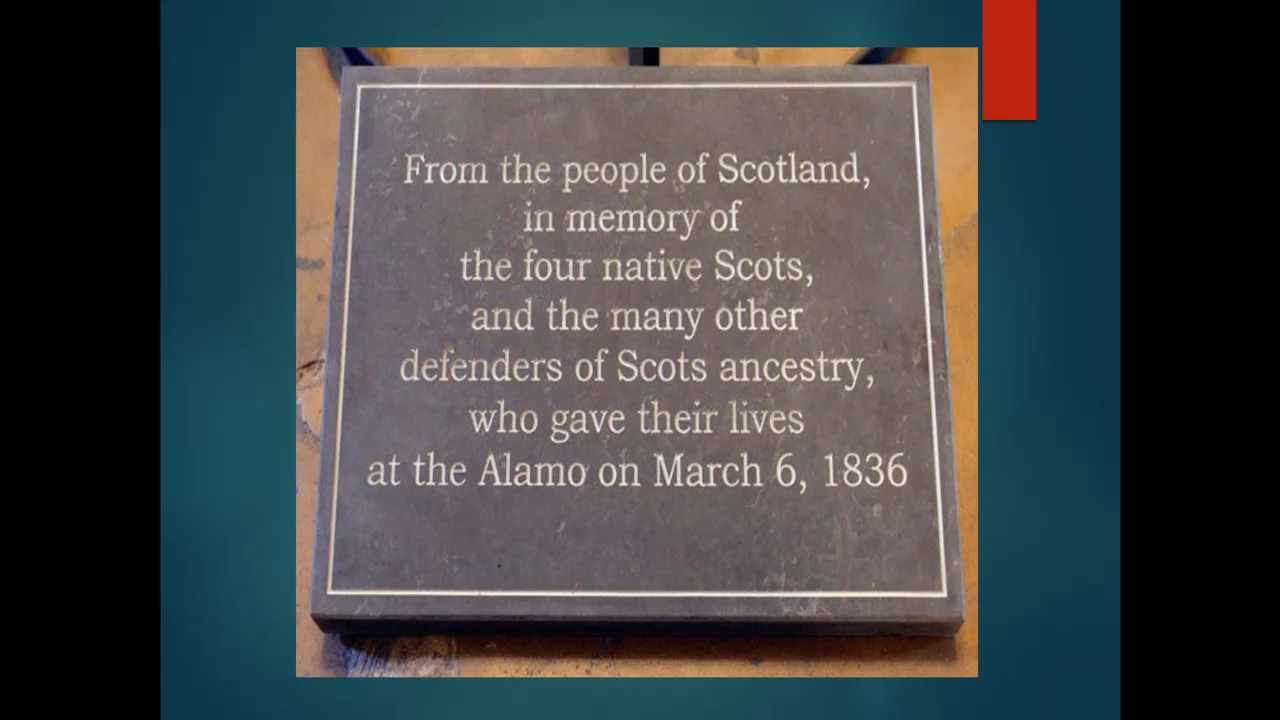 From the people of Scotland,
in memory of
the four native Scots,
and the many other
defenders of Scots ancestry,
who gave their lives
at the Alamo on March 6, 1836